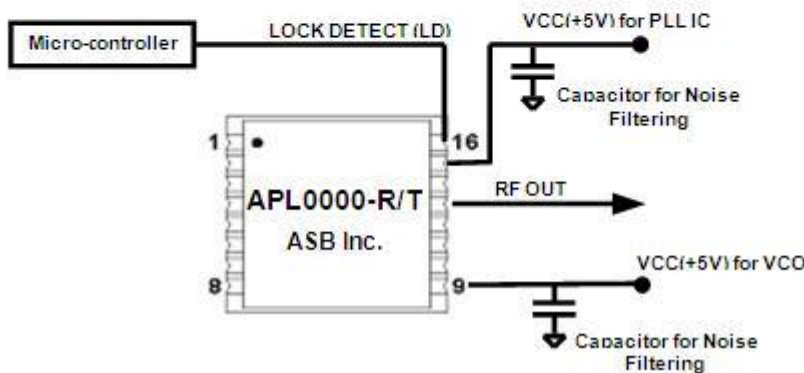 VCC(+5V) for PLL IC
LOCK DETECT (LD)
Micro-controller
Capacitor for Noise
Filtering
1
16
APL0000-R/T
RF OUT
ASB Inc.
VCC(+5V) for VCO
8
9
Capacitor for Noise
Filtering